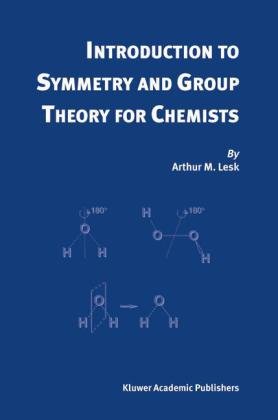 INTRODUCTION TO
SYMMETRY AND GROUP
THEORY FOR CHEMISTS
By
Arthur M. Lesk
180°
180°
H
O
O
O
H
H
H
O
O
H
H
H
H
Kluwer Academic Publishers